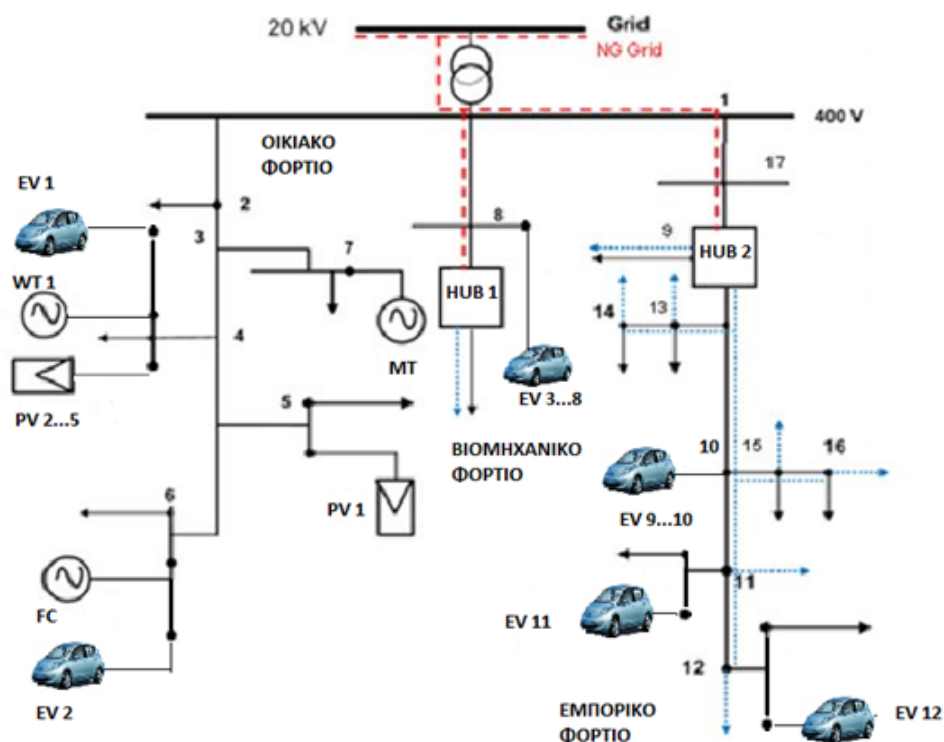 20 kV
Grid
NG Grid
1
400 V
ΟΙΚΙΑΚΟ
ΦΟΡΤΙΟ
17
EV 1
2
3
8
9
HUB 2
7
WT 1
HUB 1
14
13
4
MT
PV 2...5
EV 3...8
5
ΒΙΟΜΗΧΑΝΙΚΟ
ΦΟΡΤΙΟ
10
15
16
6
PV 1
EV 9...10
11
FC
EV 11
12
EV 2
ΕΜΠΟΡΙΚΟ
ΦΟΡΤΙΟ
EV 12